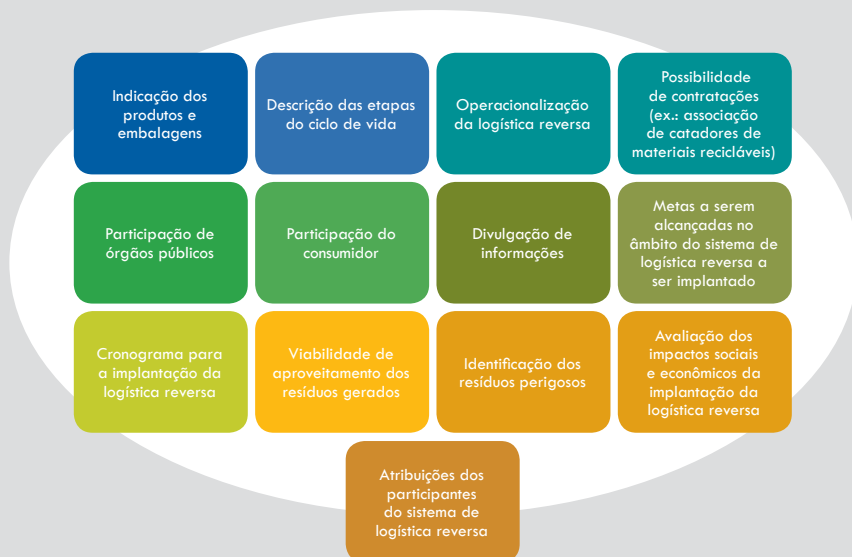 Indicação dos
produtos e
embalagens
Descrição das etapas
do ciclo de vida
Operacionalização
da logística reversa
Possibilidade
de contratações
(ex.: associação
de catadores de
materiais recicláveis)
Participação de
órgãos públicos
Participação do
consumidor
Divulgação de
informações
Metas a serem
alcançadas no
âmbito do sistema de
logística reversa a
ser implantado
Cronograma para
a implantação da
logística reversa
Viabilidade de
aproveitamento dos
resíduos gerados
Identificação dos
resíduos perigosos
Avaliação dos
impactos sociais
e econômicos da
implantação da
logística reversa
Atribuições dos
participantes
do sistema de
logística reversa